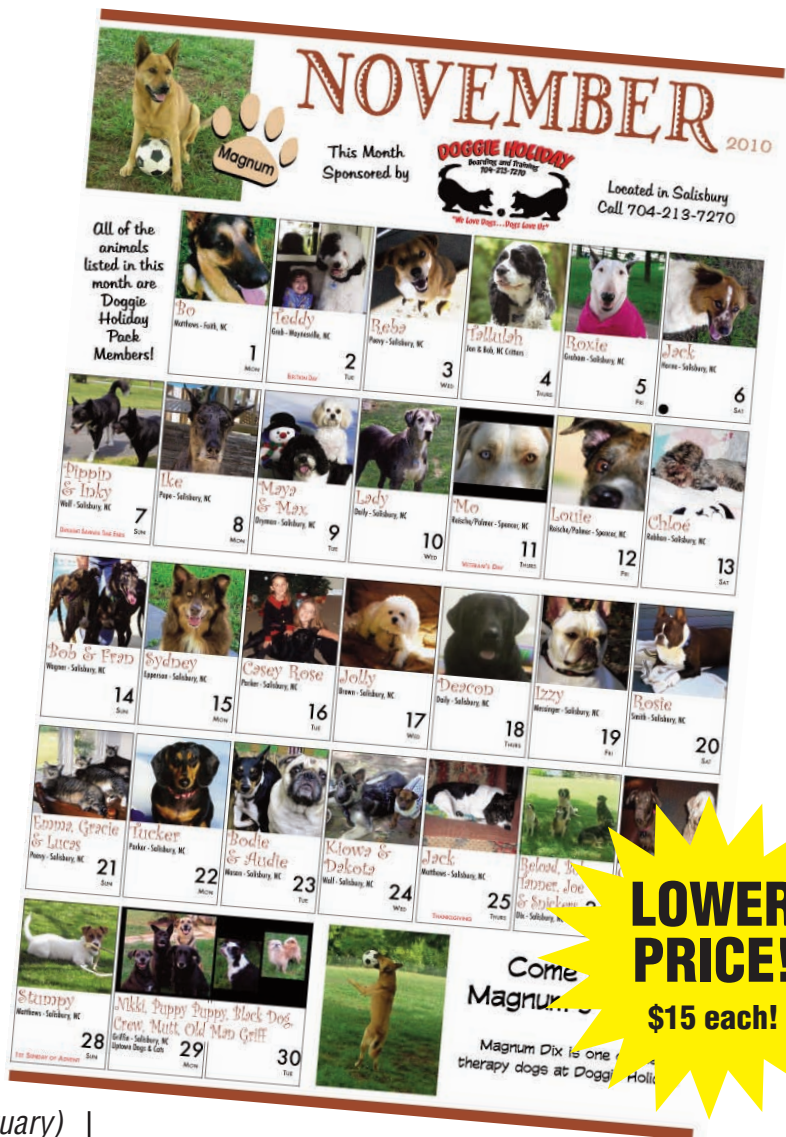 NOVEMBER 2010
Magnum
This Month
Sponsored by
DOGGIE HOLIDAY
Boarding and Training
704-213-7270
"We Love Dogs...Dogs Love Us"
Located in Salisbury
Call 704-213-7270
All of the
animals
listed in this
month are
Doggie
Holiday
Pack
Members!
Bo
Matthews - Faith, NC
1
MON
Teddy
Grab - Waynesville, NC
2
ELECTION DAY TUE
Reba
Penny - Salisbury, NC
3
WED
Tallulah
Jon & Bob, NC Critters
4
THURS
Roxie
Graham - Salisbury, NC
5
FRI
Jack
Horne - Salisbury, NC
6
SAT
Pippin
& Inky
Wolf - Salisbury, NC
7
DAYLIGHT SAVINGS TIME ENDS SUN
Ike
Pope - Salisbury, NC
8
MON
Maya
& Max
Dryman - Salisbury, NC
9
TUE
Lady
Daily - Salisbury, NC
10
WED
Mo
Reische/Palmer - Spencer, NC
11
VETERAN'S DAY THURS
Louie
Reische/Palmer - Spencer, NC
12
FRI
Chloé
Rebhan - Salisbury, NC
13
SAT
Bob & Fran
Wagner - Salisbury, NC
14
SUN
Sydney
Epperson - Salisbury, NC
15
MON
Casey Rose
Parker - Salisbury, NC
16
TUE
Jolly
Brown - Salisbury, NC
17
WED
Deacon
Daily - Salisbury, NC
18
THURS
Izzy
Messinger - Salisbury, NC
19
FRI
Rosie
Smith - Salisbury, NC
20
SAT
Emma, Gracie
& Lucas
Penny - Salisbury, NC
21
SUN
Tucker
Parker - Salisbury, NC
22
MON
Bodie
& Audie
Mason - Salisbury, NC
23
TUE
Kiowa &
Dakota
Wolf - Salisbury, NC
24
WED
Jack
Matthews - Salisbury, NC
25
THANKSGIVING THURS
Reload,
Tanner, Joe
& Snickers
Dix - Salisbury,
LOWER
PRICE!
$15 each!
Stumpy
Matthews - Salisbury, NC
28
1ST SUNDAY OF ADVENT SUN
Nikki, Puppy Puppy, Black Dog,
Crew, Mutt, Old Man Griff
Griffin - Salisbury, NC
Uptown Dogs & Cats
29
MON
30
TUE
Come
Magnum
Magnum Dix is one
therapy dogs at Doggie Holi
uary) |